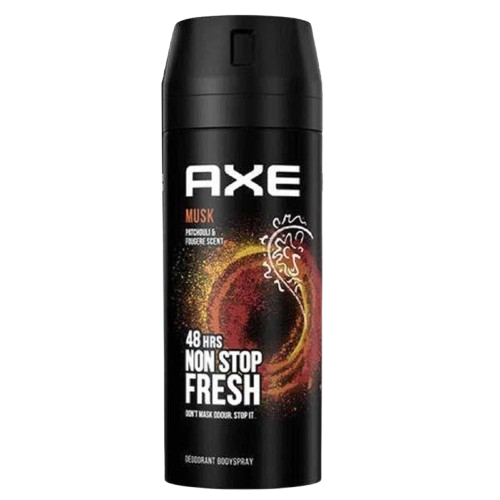 AXE
MUSK
PATCHOULI &
FOUGERE SCENT
48 HRS
NON STOP
FRESH
DON'T MASK ODOUR. STOP IT.
DEODORANT BODYSPRAY